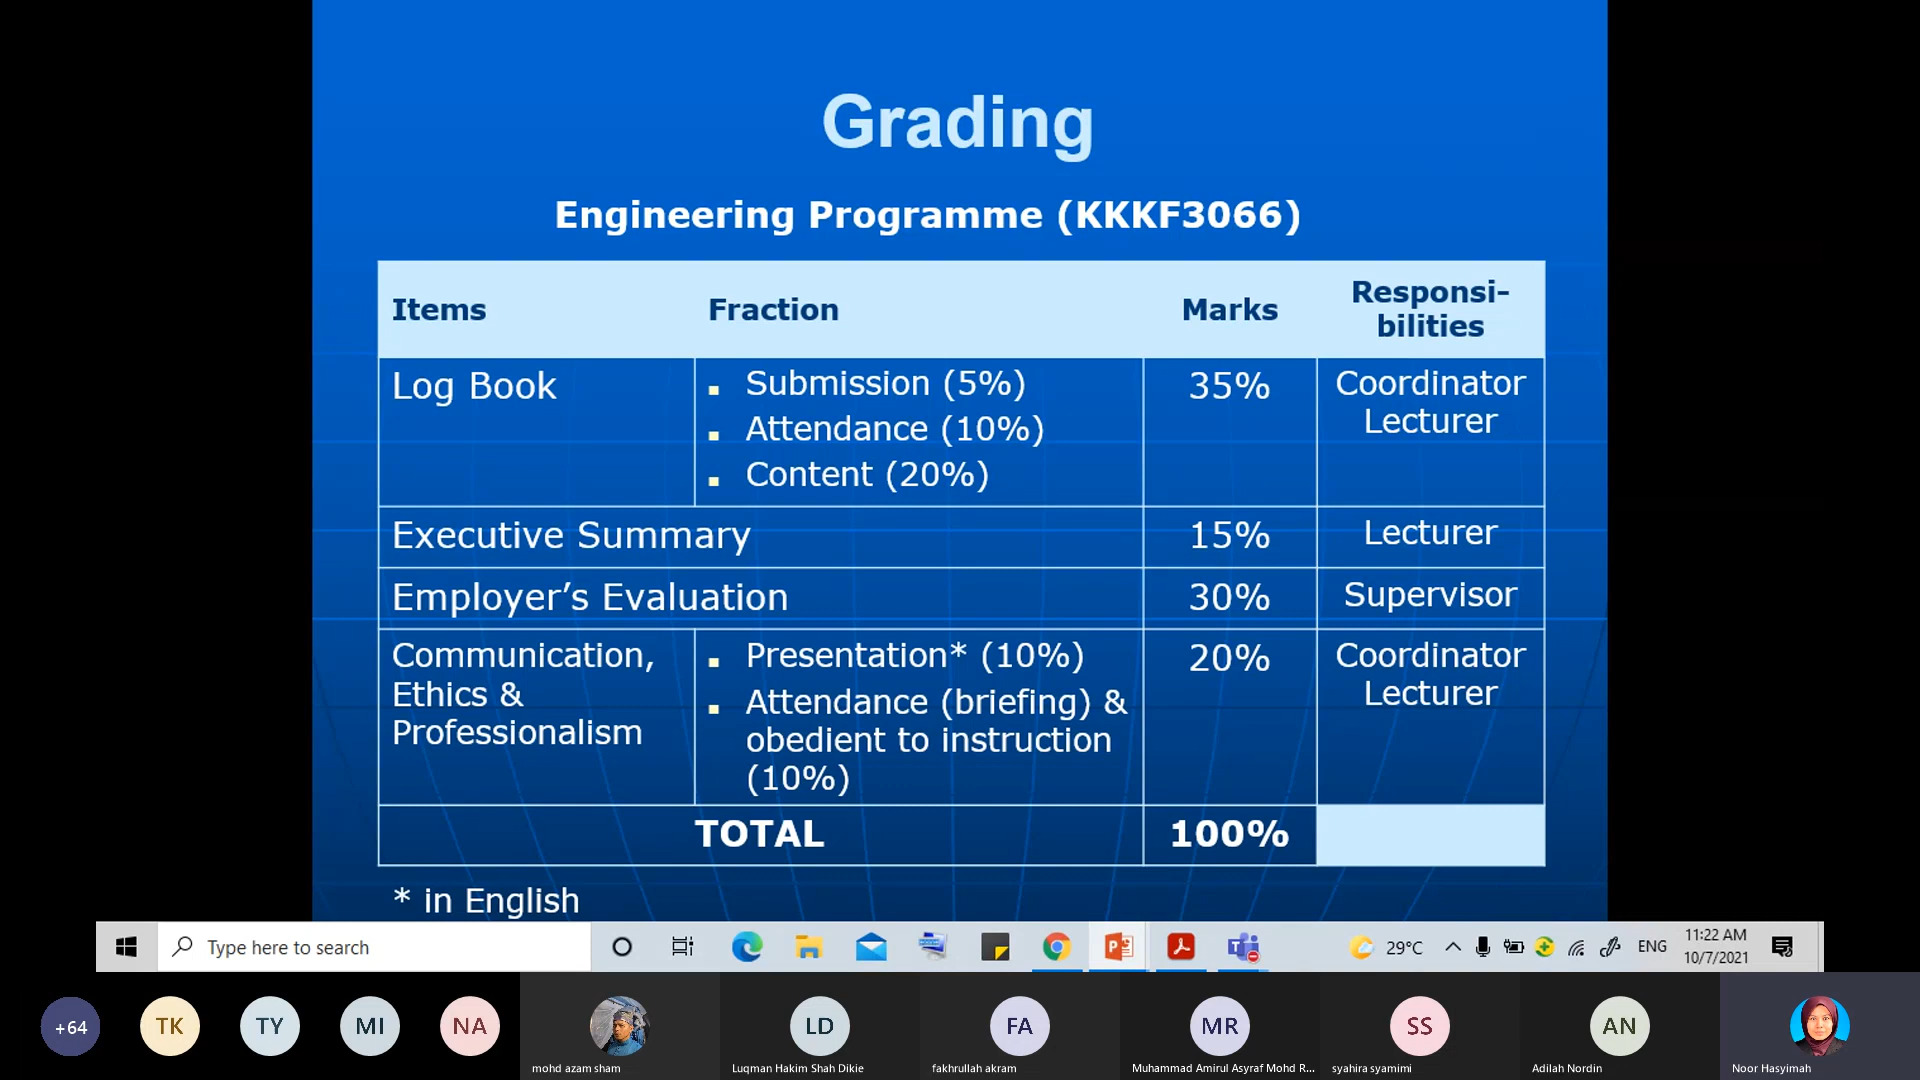 Grading
Engineering Programme (KKKF3066)
Items Fraction Marks Responsi-
bilities
Log Book ▪ Submission (5%) 35% Coordinator
▪ Attendance (10%) Lecturer
▪ Content (20%)
Executive Summary 15% Lecturer
Employer's Evaluation 30% Supervisor
Communication, ▪ Presentation* (10%) 20% Coordinator
Ethics & ▪ Attendance (briefing) & Lecturer
Professionalism obedient to instruction
(10%)
TOTAL 100%
* in English
Type here to search 29°C ENG 11:22 AM
10/7/2021
+64 TK TY MI NA LD FA MR SS AN
mohd azam sham Luqman Hakim Shah Dikie fakhrullah akram Muhammad Amirul Asyraf Mohd R... syahira syamimi Adilah Nordin Noor Hasyimah